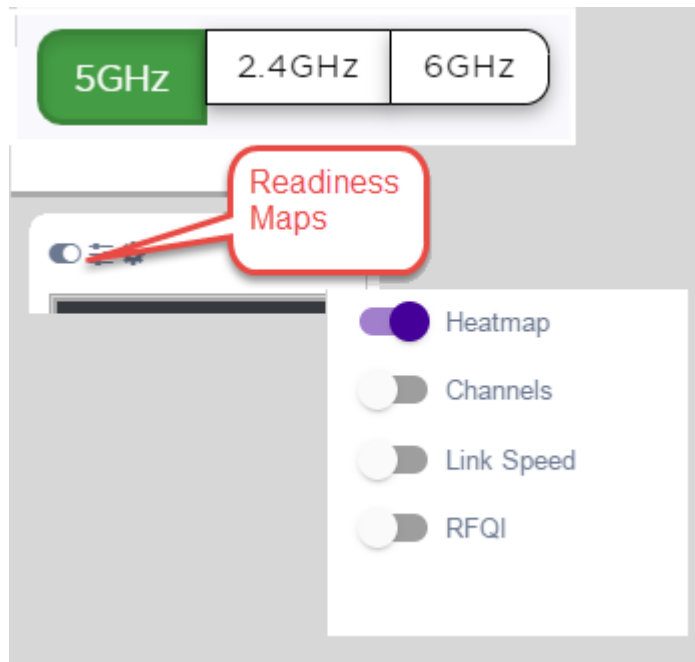 5GHz 2.4GHz 6GHz
Readiness
Maps
Heatmap
Channels
Link Speed
RFQI